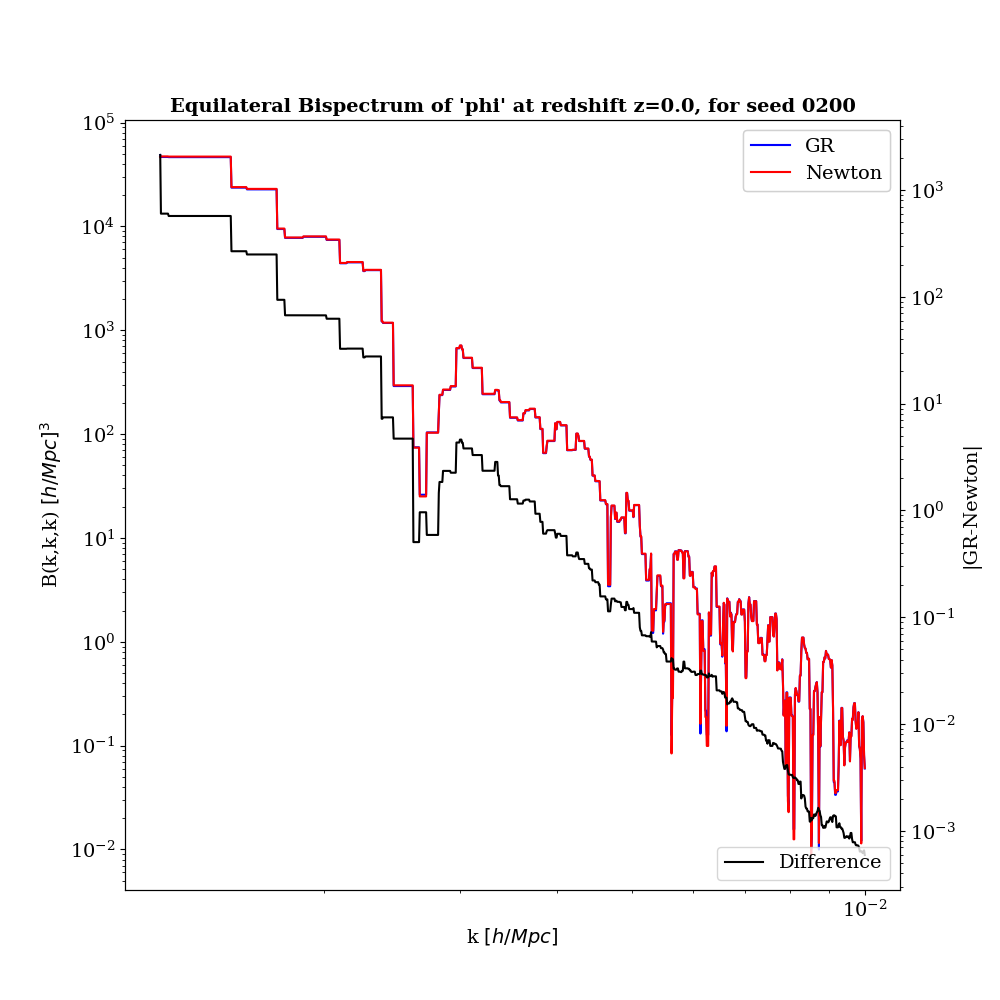 Equilateral Bispectrum of 'phi' at redshift z=0.0, for seed 0200
GR
Newton
10^5
10^4
10^3
10^2
10^1
10^0
10^−1
10^−2
B(k,k,k) [h/Mpc]^3
10^3
10^2
10^1
10^0
10^−1
10^−2
10^−3
|GR-Newton|
Difference
10^−2
k [h/Mpc]